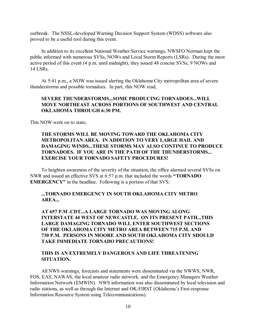 outbreak. The NSSL-developed Warning Decision Support System (WDSS) software also
proved to be a useful tool during this event.
In addition to its excellent National Weather Service warnings, NWSFO Norman kept the
public informed with numerous SVSs, NOWs and Local Storm Reports (LSRs). During the most
active period of this event (4 p.m. until midnight), they issued 48 concise SVSs, 9 NOWs and
14 LSRs.
At 5:41 p.m., a NOW was issued alerting the Oklahoma City metropolitan area of severe
thunderstorms and possible tornadoes. In part, this NOW read,
SEVERE THUNDERSTORMS...SOME PRODUCING TORNADOES...WILL
MOVE NORTHEAST ACROSS PORTIONS OF SOUTHWEST AND CENTRAL
OKLAHOMA THROUGH 6:30 PM.
This NOW went on to state,
THE STORMS WILL BE MOVING TOWARD THE OKLAHOMA CITY
METROPOLITAN AREA. IN ADDITION TO VERY LARGE HAIL AND
DAMAGING WINDS...THESE STORMS MAY ALSO CONTINUE TO PRODUCE
TORNADOES. IF YOU ARE IN THE PATH OF THE THUNDERSTORMS...
EXERCISE YOUR TORNADO SAFETY PROCEDURES!
To heighten awareness of the severity of the situation, the office alarmed several SVSs on
NWR and issued an effective SVS at 6:57 p.m. that included the words "TORNADO
EMERGENCY" in the headline. Following is a portion of that SVS:
...TORNADO EMERGENCY IN SOUTH OKLAHOMA CITY METRO
AREA...
AT 657 P.M .CDT...A LARGE TORNADO WAS MOVING ALONG
INTERSTATE 44 WEST OF NEWCASTLE. ON ITS PRESENT PATH...THIS
LARGE DAMAGING TORNADO WILL ENTER SOUTHWEST SECTIONS
OF THE OKLAHOMA CITY METRO AREA BETWEEN 715 P.M. AND
730 P.M. PERSONS IN MOORE AND SOUTH OKLAHOMA CITY SHOULD
TAKE IMMEDIATE TORNADO PRECAUTIONS!
THIS IS AN EXTREMELY DANGEROUS AND LIFE THREATENING
SITUATION.
All NWS warnings, forecasts and statements were disseminated via the NWWS, NWR,
FOS, EAS, NAWAS, the local amateur radio network, and the Emergency Managers Weather
Information Network (EMWIN). NWS information was also disseminated by local television and
radio stations, as well as through the Internet and OK-FIRST (Oklahoma's First-response
Information Resource System using Telecommunications).
10